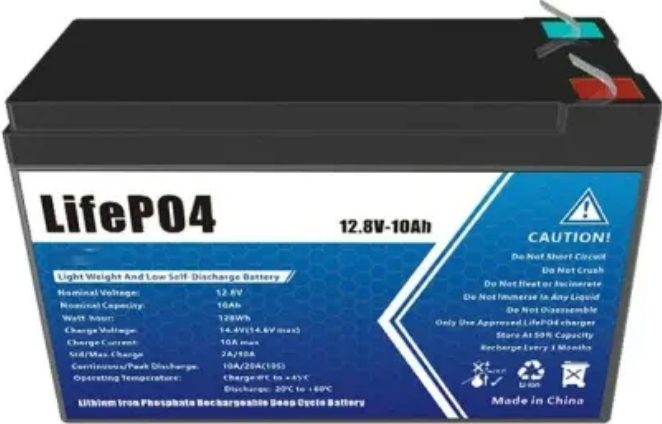 LifePO4
12.8V-10Ah
Light Weight And Low Self-Discharge Battery
Nominal Voltage: 12.8V
Nominal Capacity: 10Ah
Watt hour: 128Wh
Charge Voltage: 14.4V(14.6V max)
Charge Current: 10A max
Std/Max.Charge 2A/10A
Continuous/Peak Discharge: 10A/20A(10S)
Operating Temperature: Charge:0℃ to +45℃
Discharge: 20℃ to +60℃
Lithium Iron Phosphate Rechargeable Deep Cycle Battery
CAUTION!
Do Not Short Circuit
Do Not Crush
Do Not Heat or Incinerate
Do Not Immerse In Any Liquid
Do Not Disassemble
Only Use Approved LifePO4 charger
Store At 50% Capacity
Recharge Every 3 Months
Li-ion
Made in China